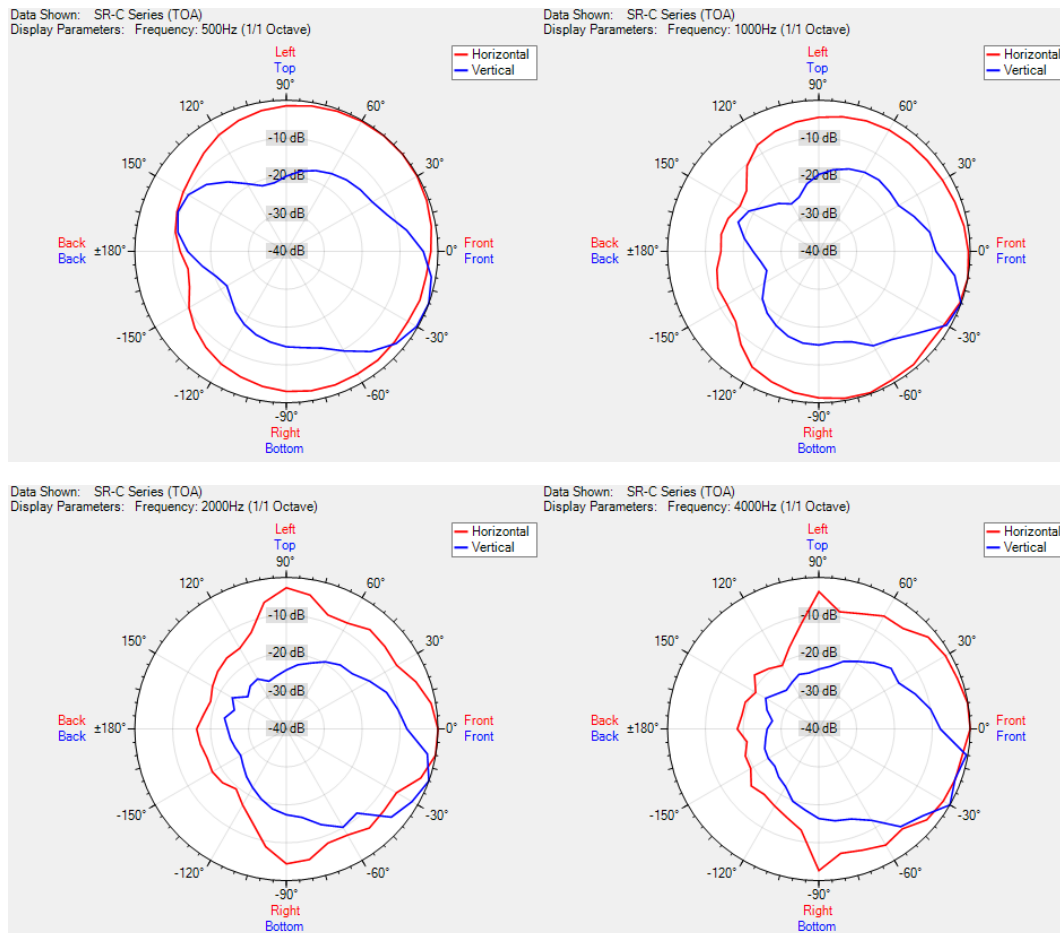 Data Shown: SR-C Series (TOA)
Display Parameters: Frequency: 500Hz (1/1 Octave)
Horizontal
Vertical
Left
Top
90°
120°
60°
150°
30°
-10 dB
-20 dB
-30 dB
-40 dB
Back
Back
±180°
0°
Front
Front
-150°
-30°
-120°
-60°
-90°
Right
Bottom
Data Shown: SR-C Series (TOA)
Display Parameters: Frequency: 1000Hz (1/1 Octave)
Horizontal
Vertical
Left
Top
90°
120°
60°
150°
30°
-10 dB
-20 dB
-30 dB
-40 dB
Back
Back
±180°
0°
Front
Front
-150°
-30°
-120°
-60°
-90°
Right
Bottom
Data Shown: SR-C Series (TOA)
Display Parameters: Frequency: 2000Hz (1/1 Octave)
Horizontal
Vertical
Left
Top
90°
120°
60°
150°
30°
-10 dB
-20 dB
-30 dB
-40 dB
Back
Back
±180°
0°
Front
Front
-150°
-30°
-120°
-60°
-90°
Right
Bottom
Data Shown: SR-C Series (TOA)
Display Parameters: Frequency: 4000Hz (1/1 Octave)
Horizontal
Vertical
Left
Top
90°
120°
60°
150°
30°
-10 dB
-20 dB
-30 dB
-40 dB
Back
Back
±180°
0°
Front
Front
-150°
-30°
-120°
-60°
-90°
Right
Bottom